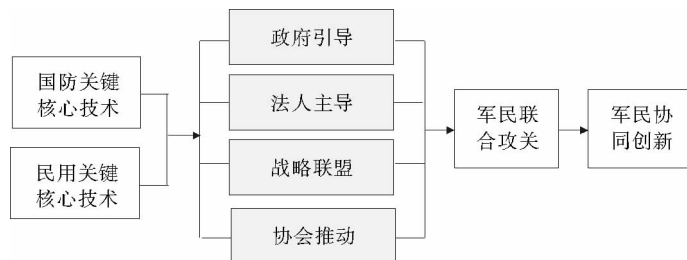 国防关键
核心技术
民用关键
核心技术
政府引导
法人主导
战略联盟
协会推动
军民联
合攻关
军民协
同创新